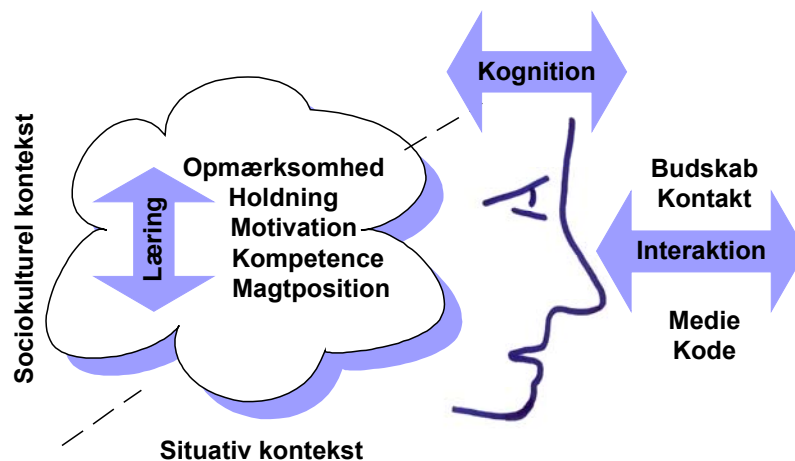 Kognition
Sociokulturel kontekst
Læring
Opmærksomhed
Holdning
Motivation
Kompetence
Magtposition
Budskab
Kontakt
Interaktion
Medie
Kode
Situativ kontekst